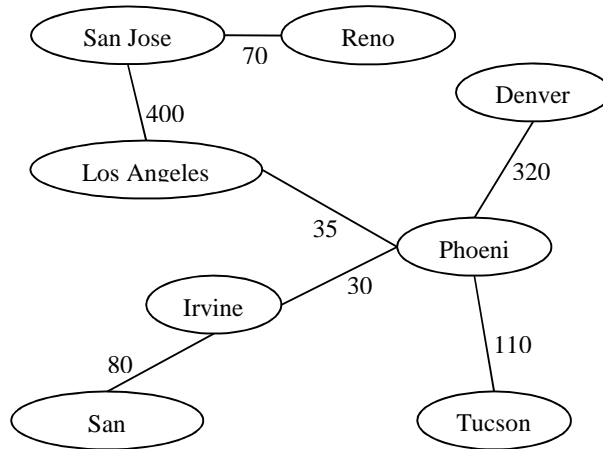 San Jose
70
Reno
Denver
400
Los Angeles
320
35
Phoeni
30
Irvine
110
80
San
Tucson